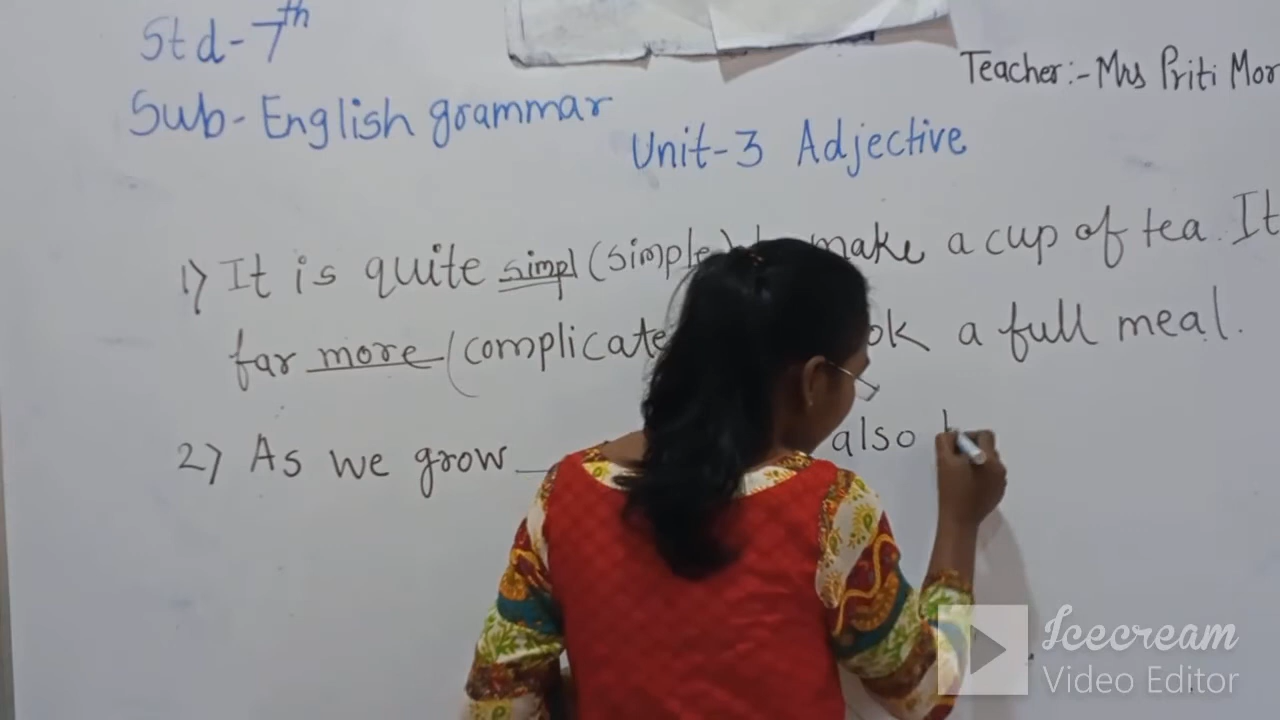 Std-7th
Teacher:- Mrs Priti Mor
Sub-English grammar
Unit-3 Adjective
1) It is quite simpl (simple) make a cup of tea. It
far more (complicate ok a full meal.
2) As we grow _ also
Icecream
Video Editor